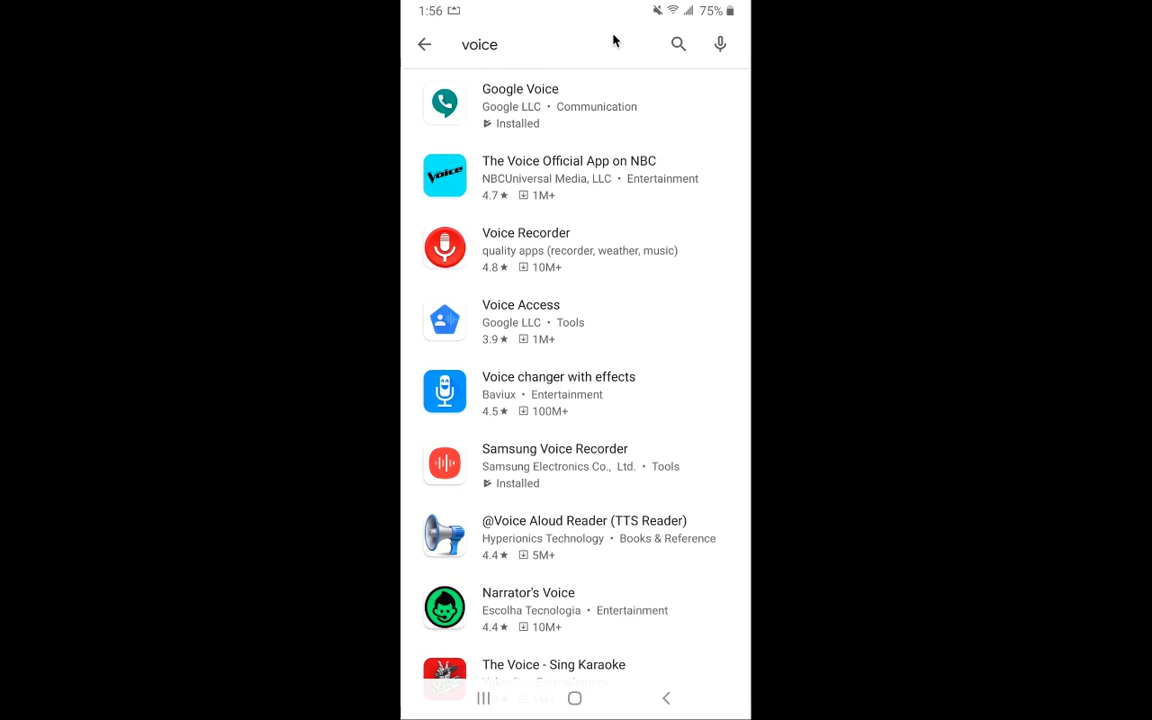 1:56
75%
voice
Google Voice
Google LLC • Communication
Installed
The Voice Official App on NBC
NBCUniversal Media, LLC • Entertainment
4.7★ 1M+
Voice
Voice Recorder
quality apps (recorder, weather, music)
4.8★ 10M+
Voice Access
Google LLC • Tools
3.9★ 1M+
Voice changer with effects
Baviux • Entertainment
4.5★ 100M+
Samsung Voice Recorder
Samsung Electronics Co., Ltd. • Tools
Installed
@Voice Aloud Reader (TTS Reader)
Hyperionics Technology • Books & Reference
4.4★ 5M+
Narrator's Voice
Escolha Tecnologia • Entertainment
4.4★ 10M+
The Voice - Sing Karaoke